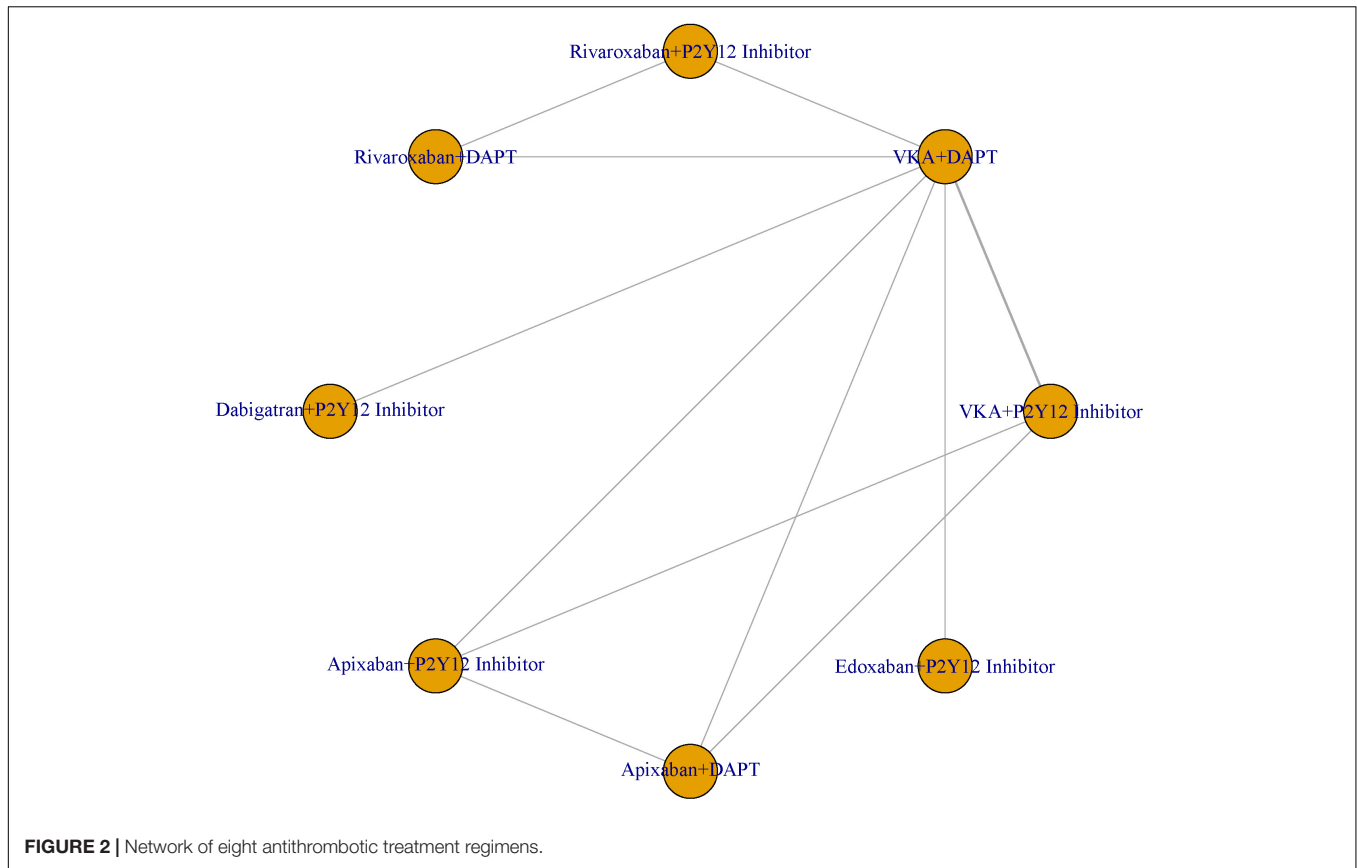 Rivaroxaban+P2Y12 Inhibitor
Rivaroxaban+DAPT
VKA+DAPT
Dabigatran+P2Y12 Inhibitor
VKA+P2Y12 Inhibitor
Apixaban+P2Y12 Inhibitor
Edoxaban+P2Y12 Inhibitor
Apixaban+DAPT
FIGURE 2 | Network of eight antithrombotic treatment regimens.